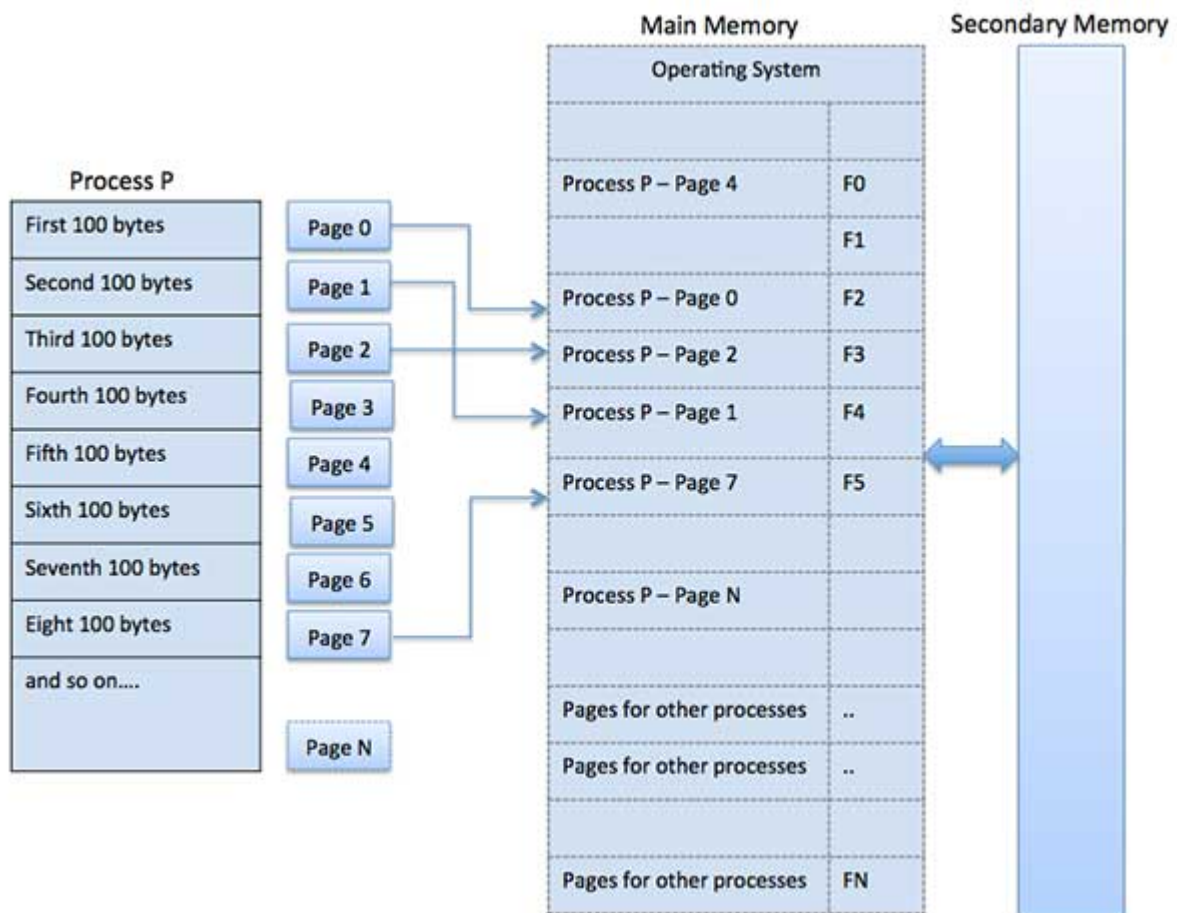 Main Memory
Secondary Memory
Operating System
Process P
First 100 bytes
Second 100 bytes
Third 100 bytes
Fourth 100 bytes
Fifth 100 bytes
Sixth 100 bytes
Seventh 100 bytes
Eight 100 bytes
and so on....
Page 0
Page 1
Page 2
Page 3
Page 4
Page 5
Page 6
Page 7
Page N
Process P – Page 4 F0
F1
Process P – Page 0 F2
Process P – Page 2 F3
Process P – Page 1 F4
Process P – Page 7 F5
Process P – Page N
Pages for other processes ..
Pages for other processes ..
Pages for other processes FN